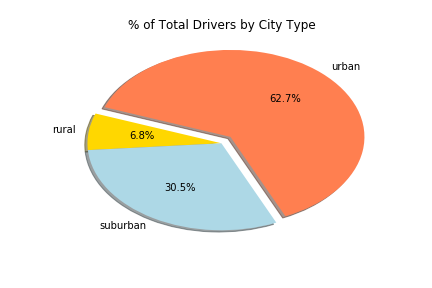 % of Total Drivers by City Type
urban
62.7%
rural
6.8%
30.5%
suburban